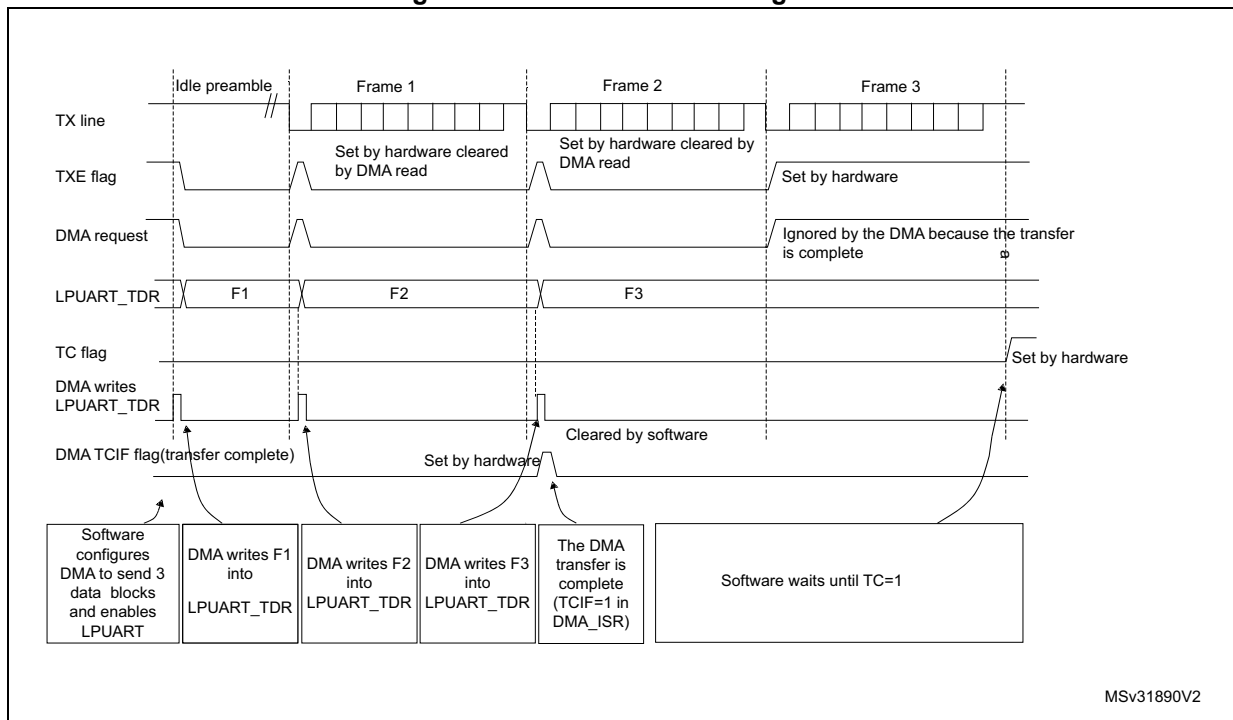 Idle preamble
Frame 1
Frame 2
Frame 3
TX line
Set by hardware cleared
by DMA read
Set by hardware cleared by
DMA read
TXE flag
Set by hardware
DMA request
Ignored by the DMA because the transfer
is complete
LPUART_TDR
F1
F2
F3
TC flag
Set by hardware
DMA writes
LPUART_TDR
Cleared by software
DMA TCIF flag(transfer complete)
Set by hardware
Software
configures
DMA to send 3
data blocks
and enables
LPUART
DMA writes F1
into
LPUART_TDR
DMA writes F2
into
LPUART_TDR
DMA writes F3
into
LPUART_TDR
The DMA
transfer is
complete
(TCIF=1 in
DMA_ISR)
Software waits until TC=1
MSv31890V2